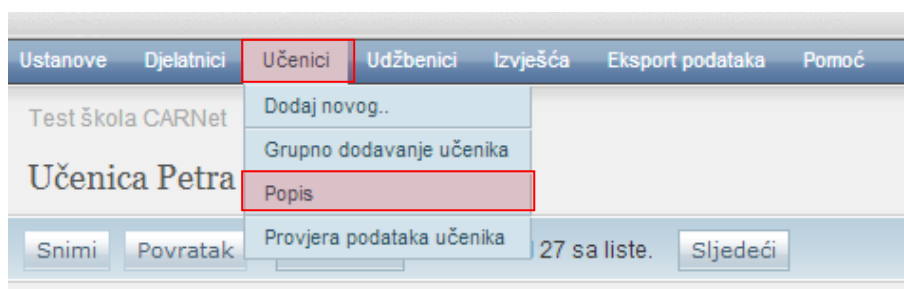 Ustanove Djelatnici Učenici Udžbenici Izvješća Eksport podataka Pomoć
Test škola CARNet
Učenica Petra
Dodaj novog..
Grupno dodavanje učenika
Popis
Provjera podataka učenika
Snimi Povratak 27 sa liste. Sljedeći